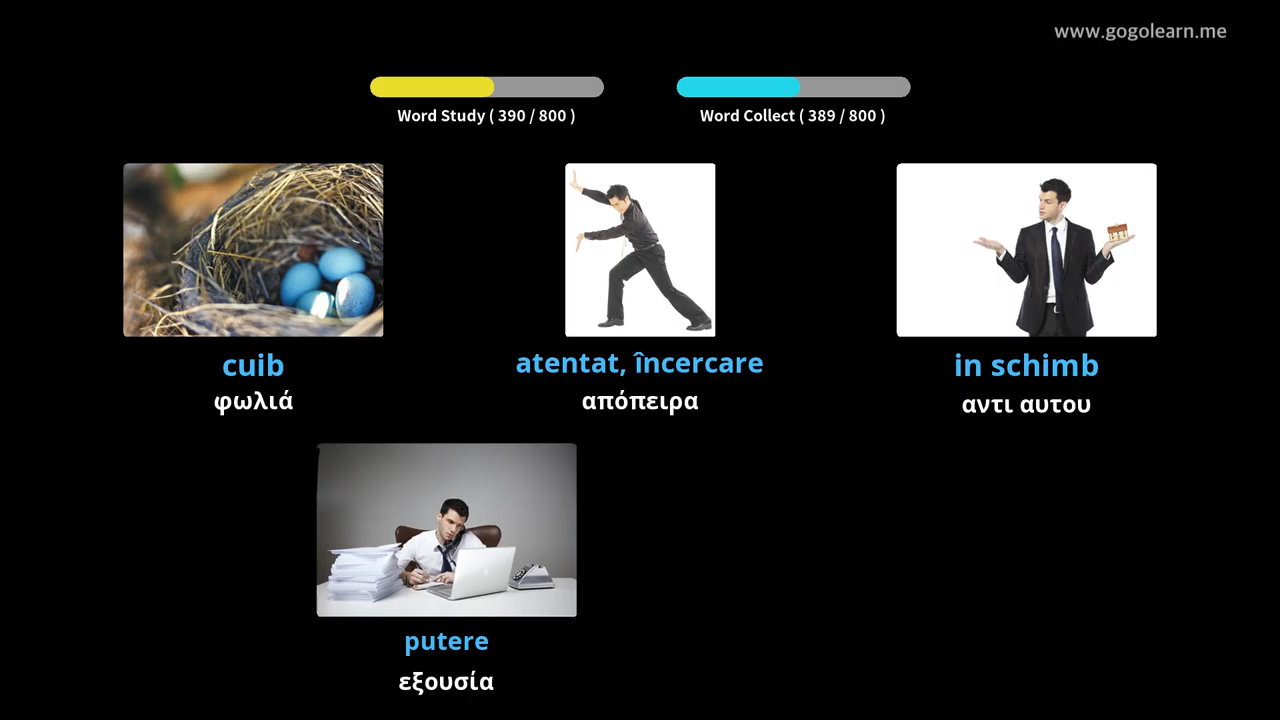 www.gogolearn.me
Word Study ( 390 / 800 )
Word Collect ( 389 / 800 )
cuib
φωλιά
atentat, încercare
απόπειρα
in schimb
αντι αυτου
putere
εξουσία